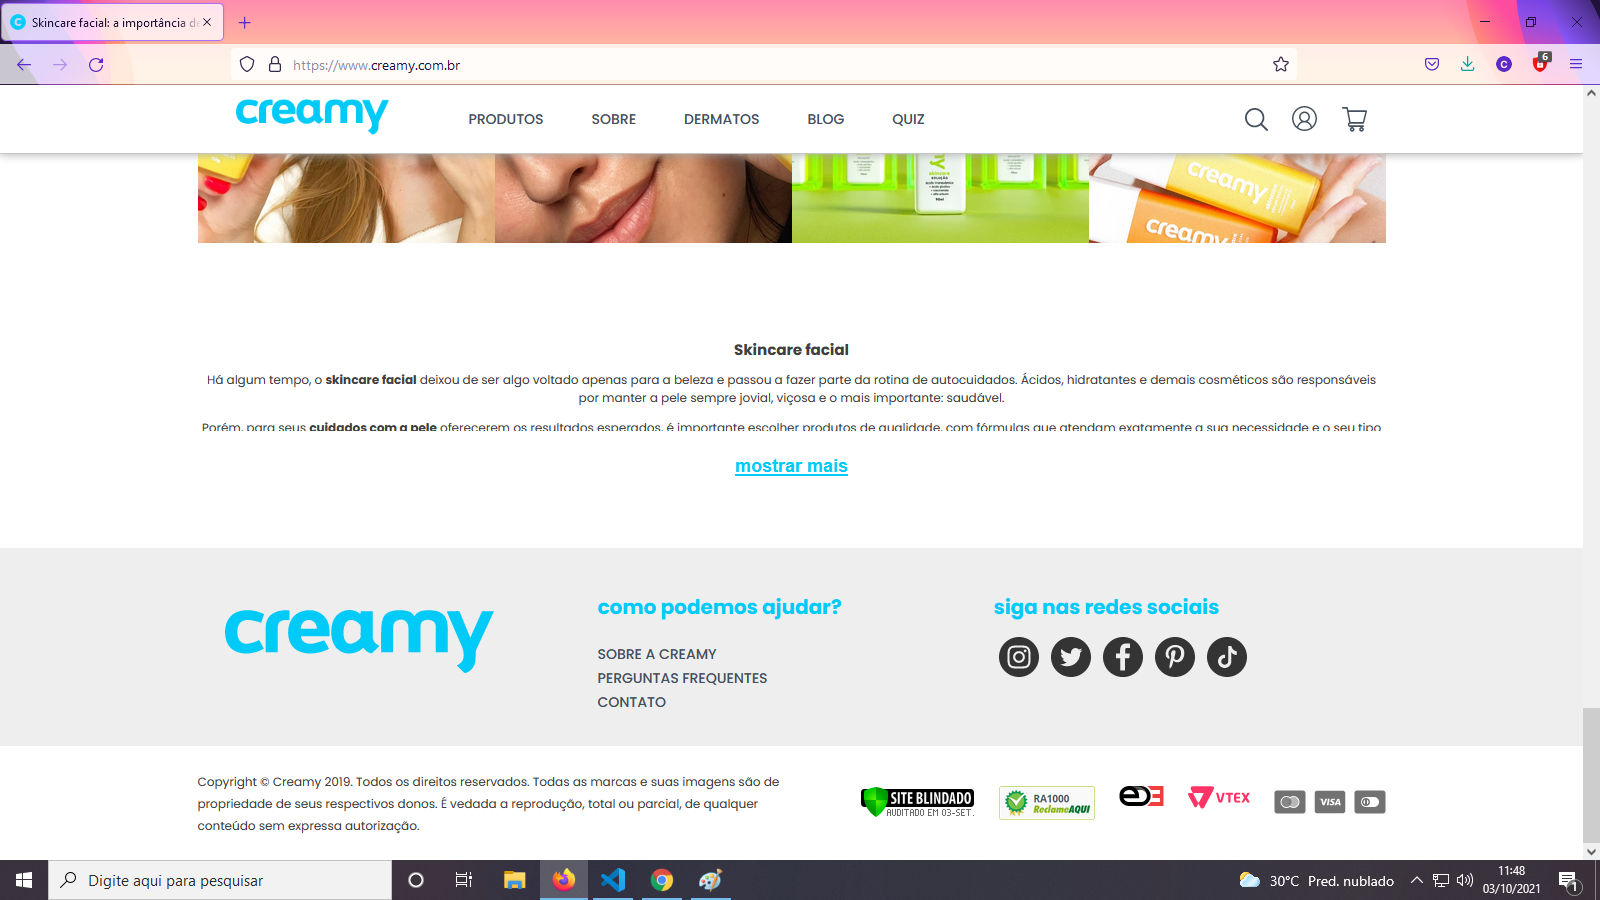 Skincare facial: a importância de
https://www.creamy.com.br
6
creamy
PRODUTOS
SOBRE
DERMATOS
BLOG
QUIZ
creamy
creamy
Skincare facial
Há algum tempo, o skincare facial deixou de ser algo voltado apenas para a beleza e passou a fazer parte da rotina de autocuidados. Ácidos, hidratantes e demais cosméticos são responsáveis
por manter a pele sempre jovial, viçosa e o mais importante: saudável.
Porém, para seus cuidados com a pele oferecerem os resultados esperados, é importante escolher produtos de qualidade, com fórmulas que atendam exatamente a sua necessidade e o seu tipo
mostrar mais
creamy
como podemos ajudar?
SOBRE A CREAMY
PERGUNTAS FREQUENTES
CONTATO
siga nas redes sociais
Copyright © Creamy 2019. Todos os direitos reservados. Todas as marcas e suas imagens são de
propriedade de seus respectivos donos. É vedada a reprodução, total ou parcial, de qualquer
conteúdo sem expressa autorização.
SITE BLINDADO
AUDITADO EM 03-SET.
RA1000
ReclameAQUI
VTEX
VISA
Digite aqui para pesquisar
30°C Pred. nublado
11:48
03/10/2021
1